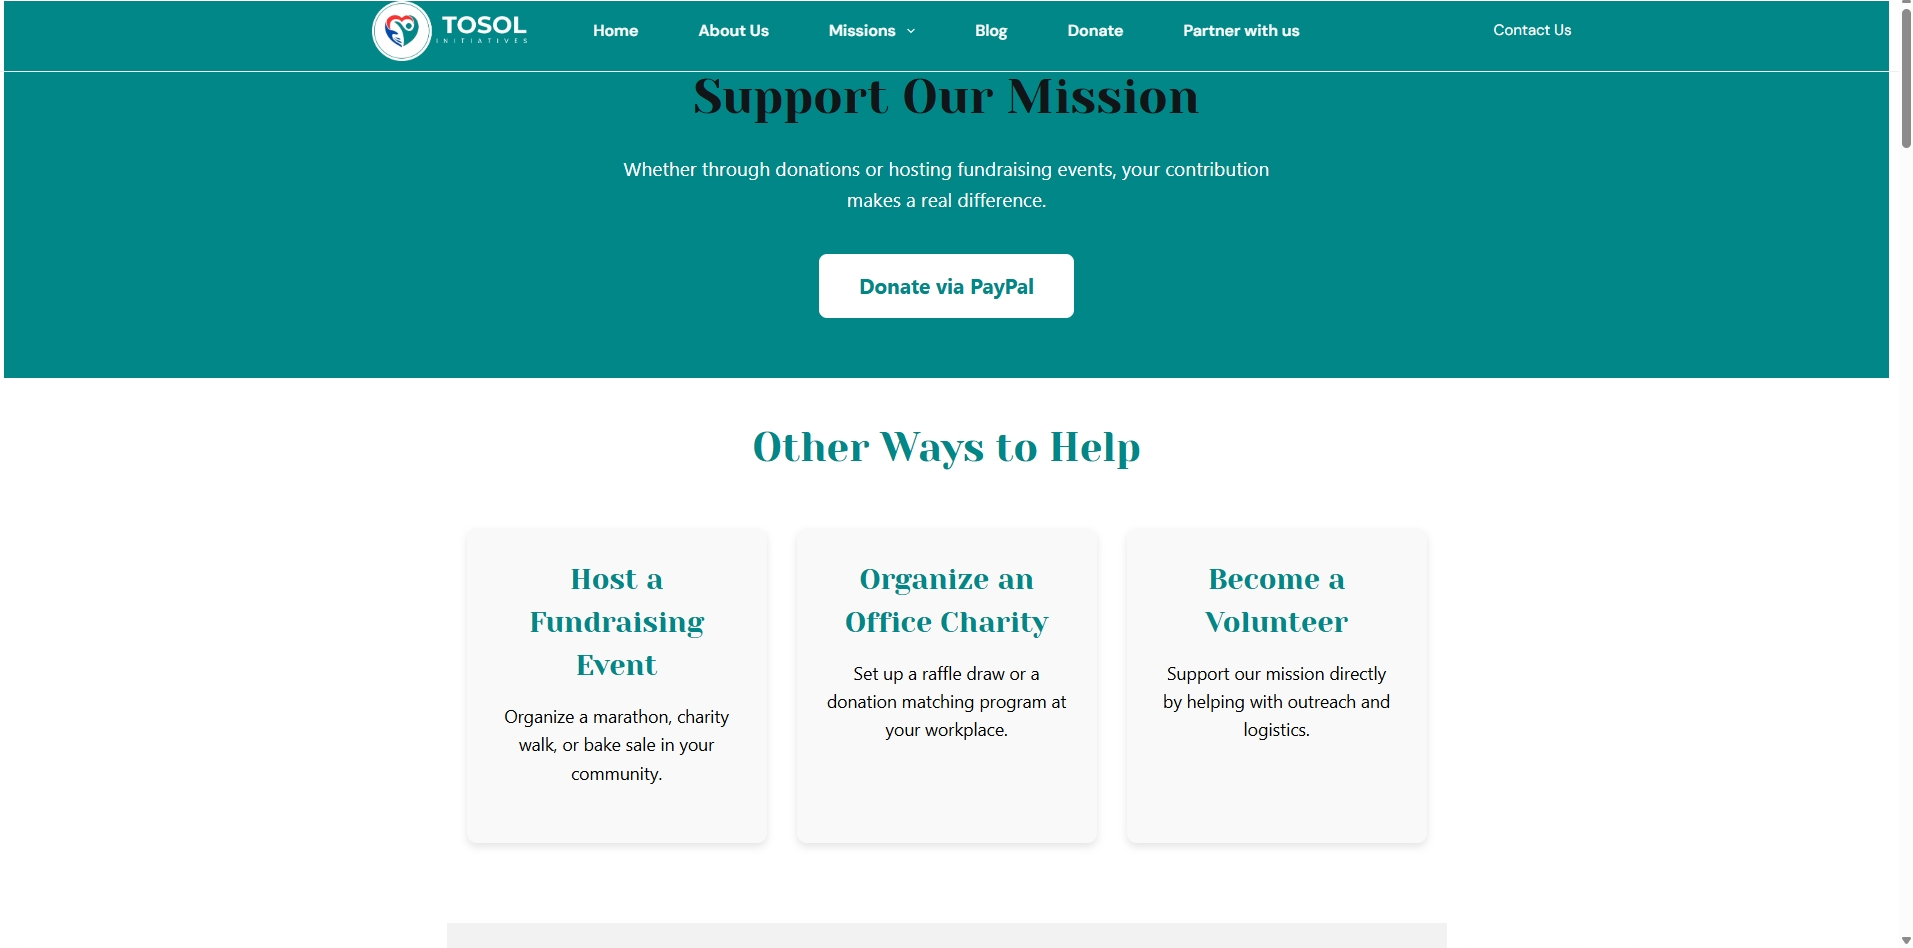 TOSOL
INITIATIVES
Home About Us Missions Blog Donate Partner with us Contact Us
Support Our Mission
Whether through donations or hosting fundraising events, your contribution
makes a real difference.
Donate via PayPal
Other Ways to Help
Host a
Fundraising
Event
Organize a marathon, charity
walk, or bake sale in your
community.
Organize an
Office Charity
Set up a raffle draw or a
donation matching program at
your workplace.
Become a
Volunteer
Support our mission directly
by helping with outreach and
logistics.